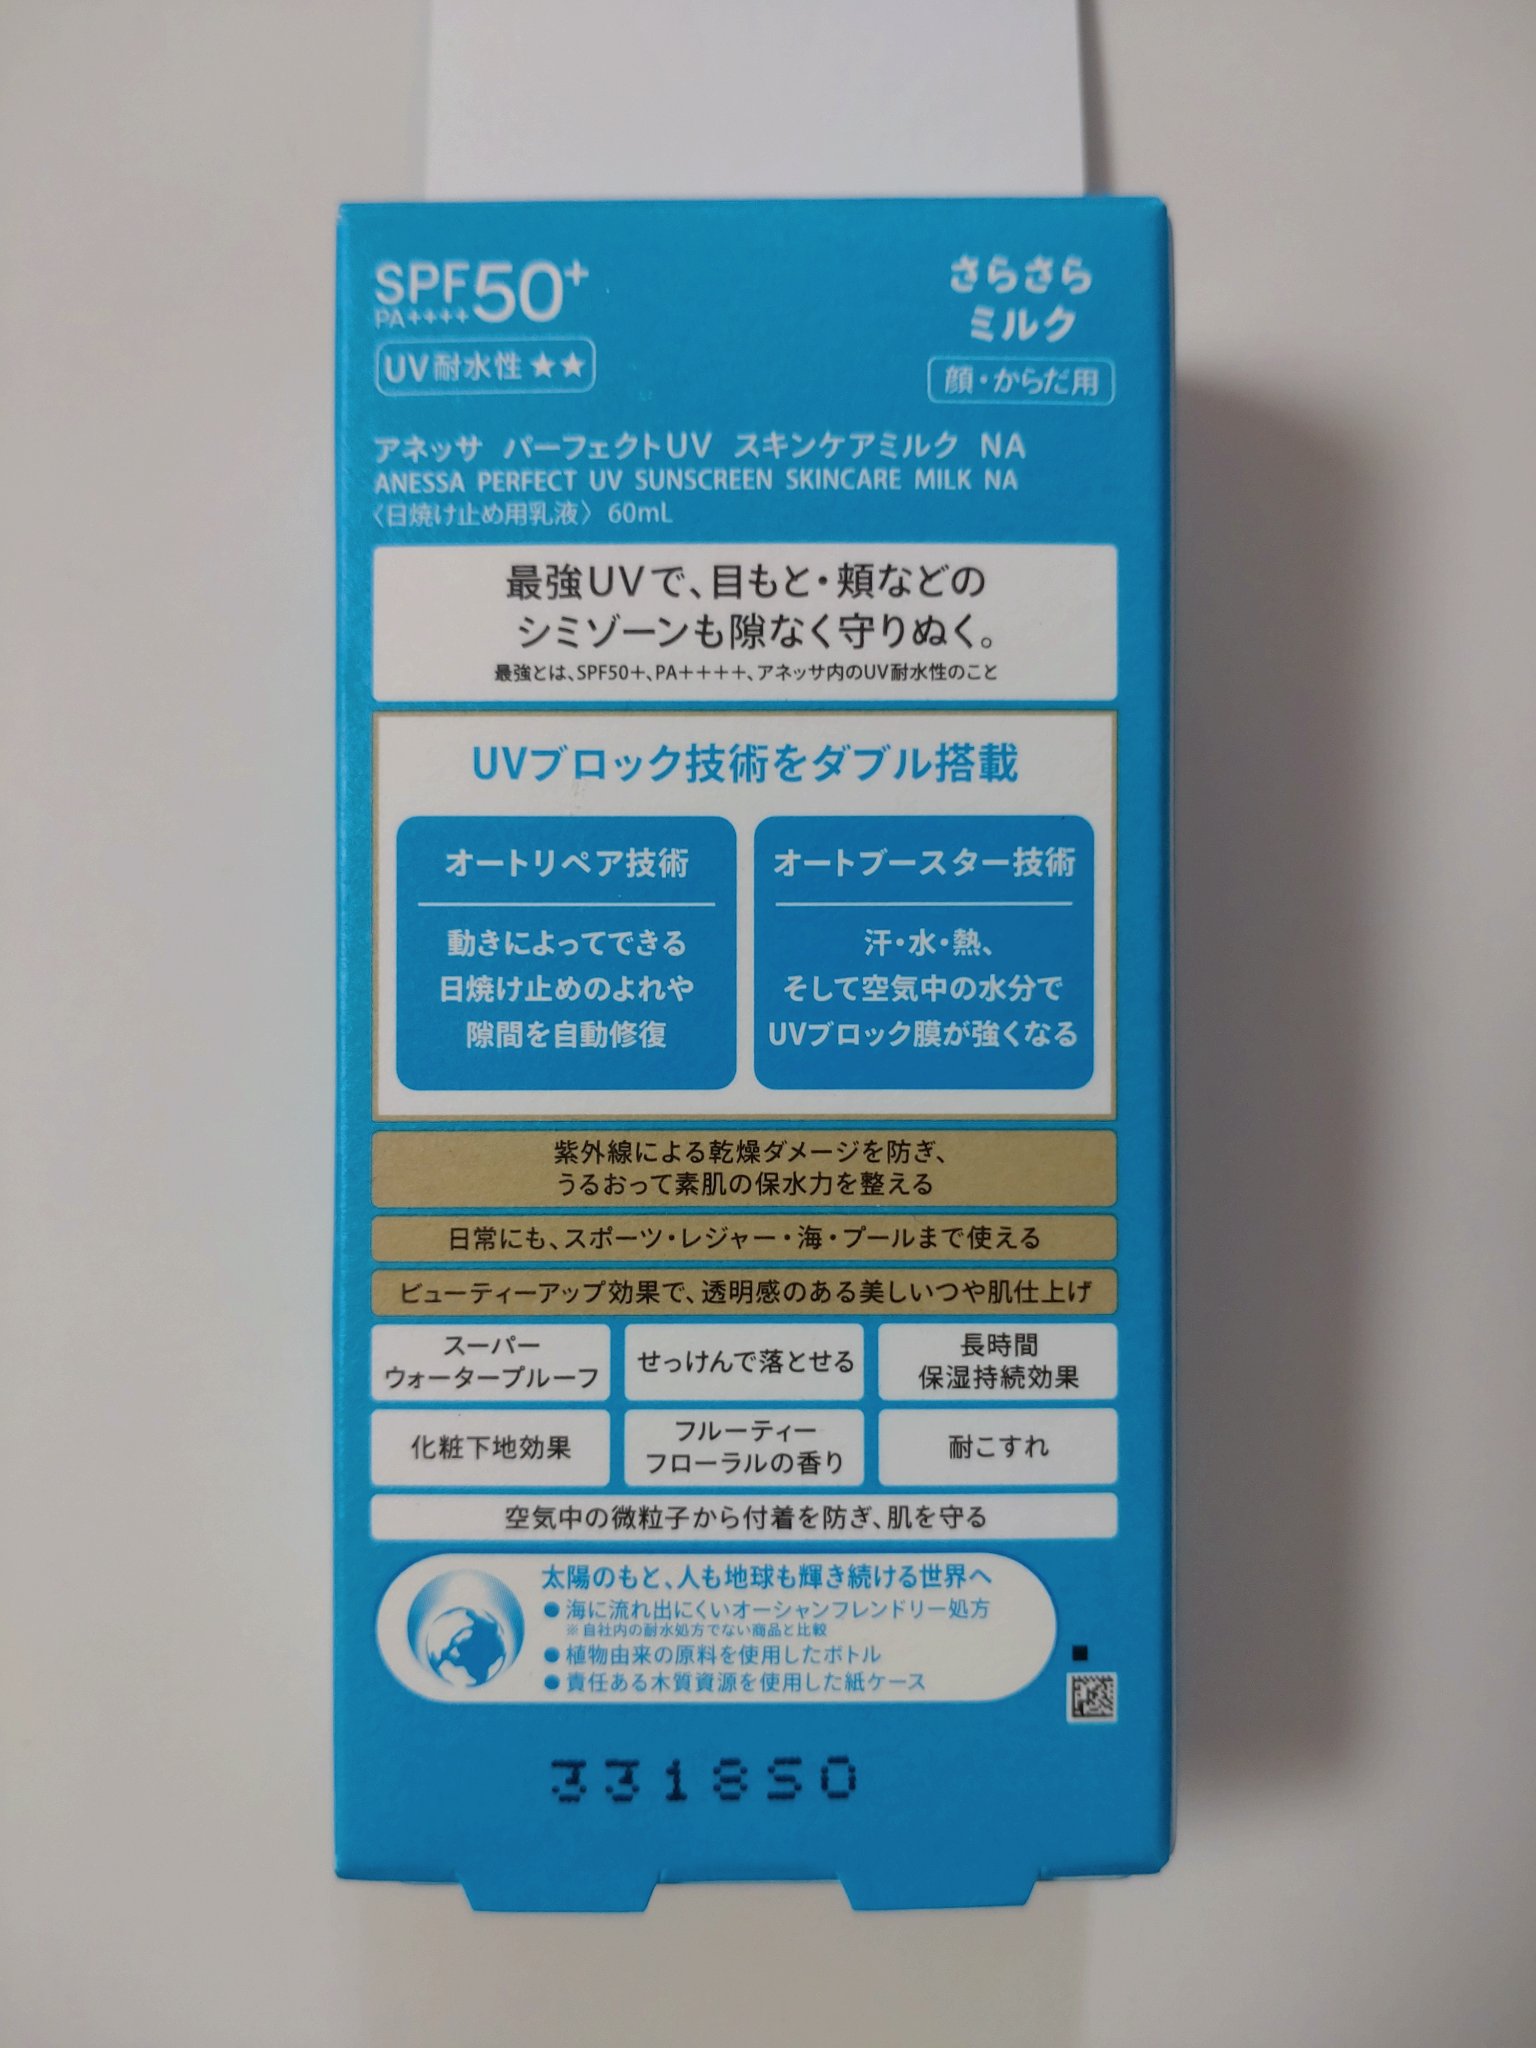 SPF50+
PA++++
UV耐水性★★
さらさら
ミルク
顔・からだ用
アネッサ パーフェクトUV スキンケアミルク NA
ANESSA PERFECT UV SUNSCREEN SKINCARE MILK NA
〈日焼け止め用乳液〉 60mL
最強UVで、目もと・頬などの
シミゾーンも隙なく守りぬく。
最強とは、SPF50+、PA++++、アネッサ内のUV耐水性のこと
UVブロック技術をダブル搭載
オートリペア技術
動きによってできる
日焼け止めのよれや
隙間を自動修復
オートブースター技術
汗・水・熱、
そして空気中の水分で
UVブロック膜が強くなる
紫外線による乾燥ダメージを防ぎ、
うるおって素肌の保水力を整える
日常にも、スポーツ・レジャー・海・プールまで使える
ビューティーアップ効果で、透明感のある美しいつや肌仕上げ
スーパー
ウォータープルーフ
せっけんで落とせる
長時間
保湿持続効果
化粧下地効果
フルーティー
フローラルの香り
耐こすれ
空気中の微粒子から付着を防ぎ、肌を守る
太陽のもと、人も地球も輝き続ける世界へ
●海に流れ出にくいオーシャンフレンドリー処方
※自社内の耐水処方でない商品と比較
●植物由来の原料を使用したボトル
●責任ある木質資源を使用した紙ケース
3318SO